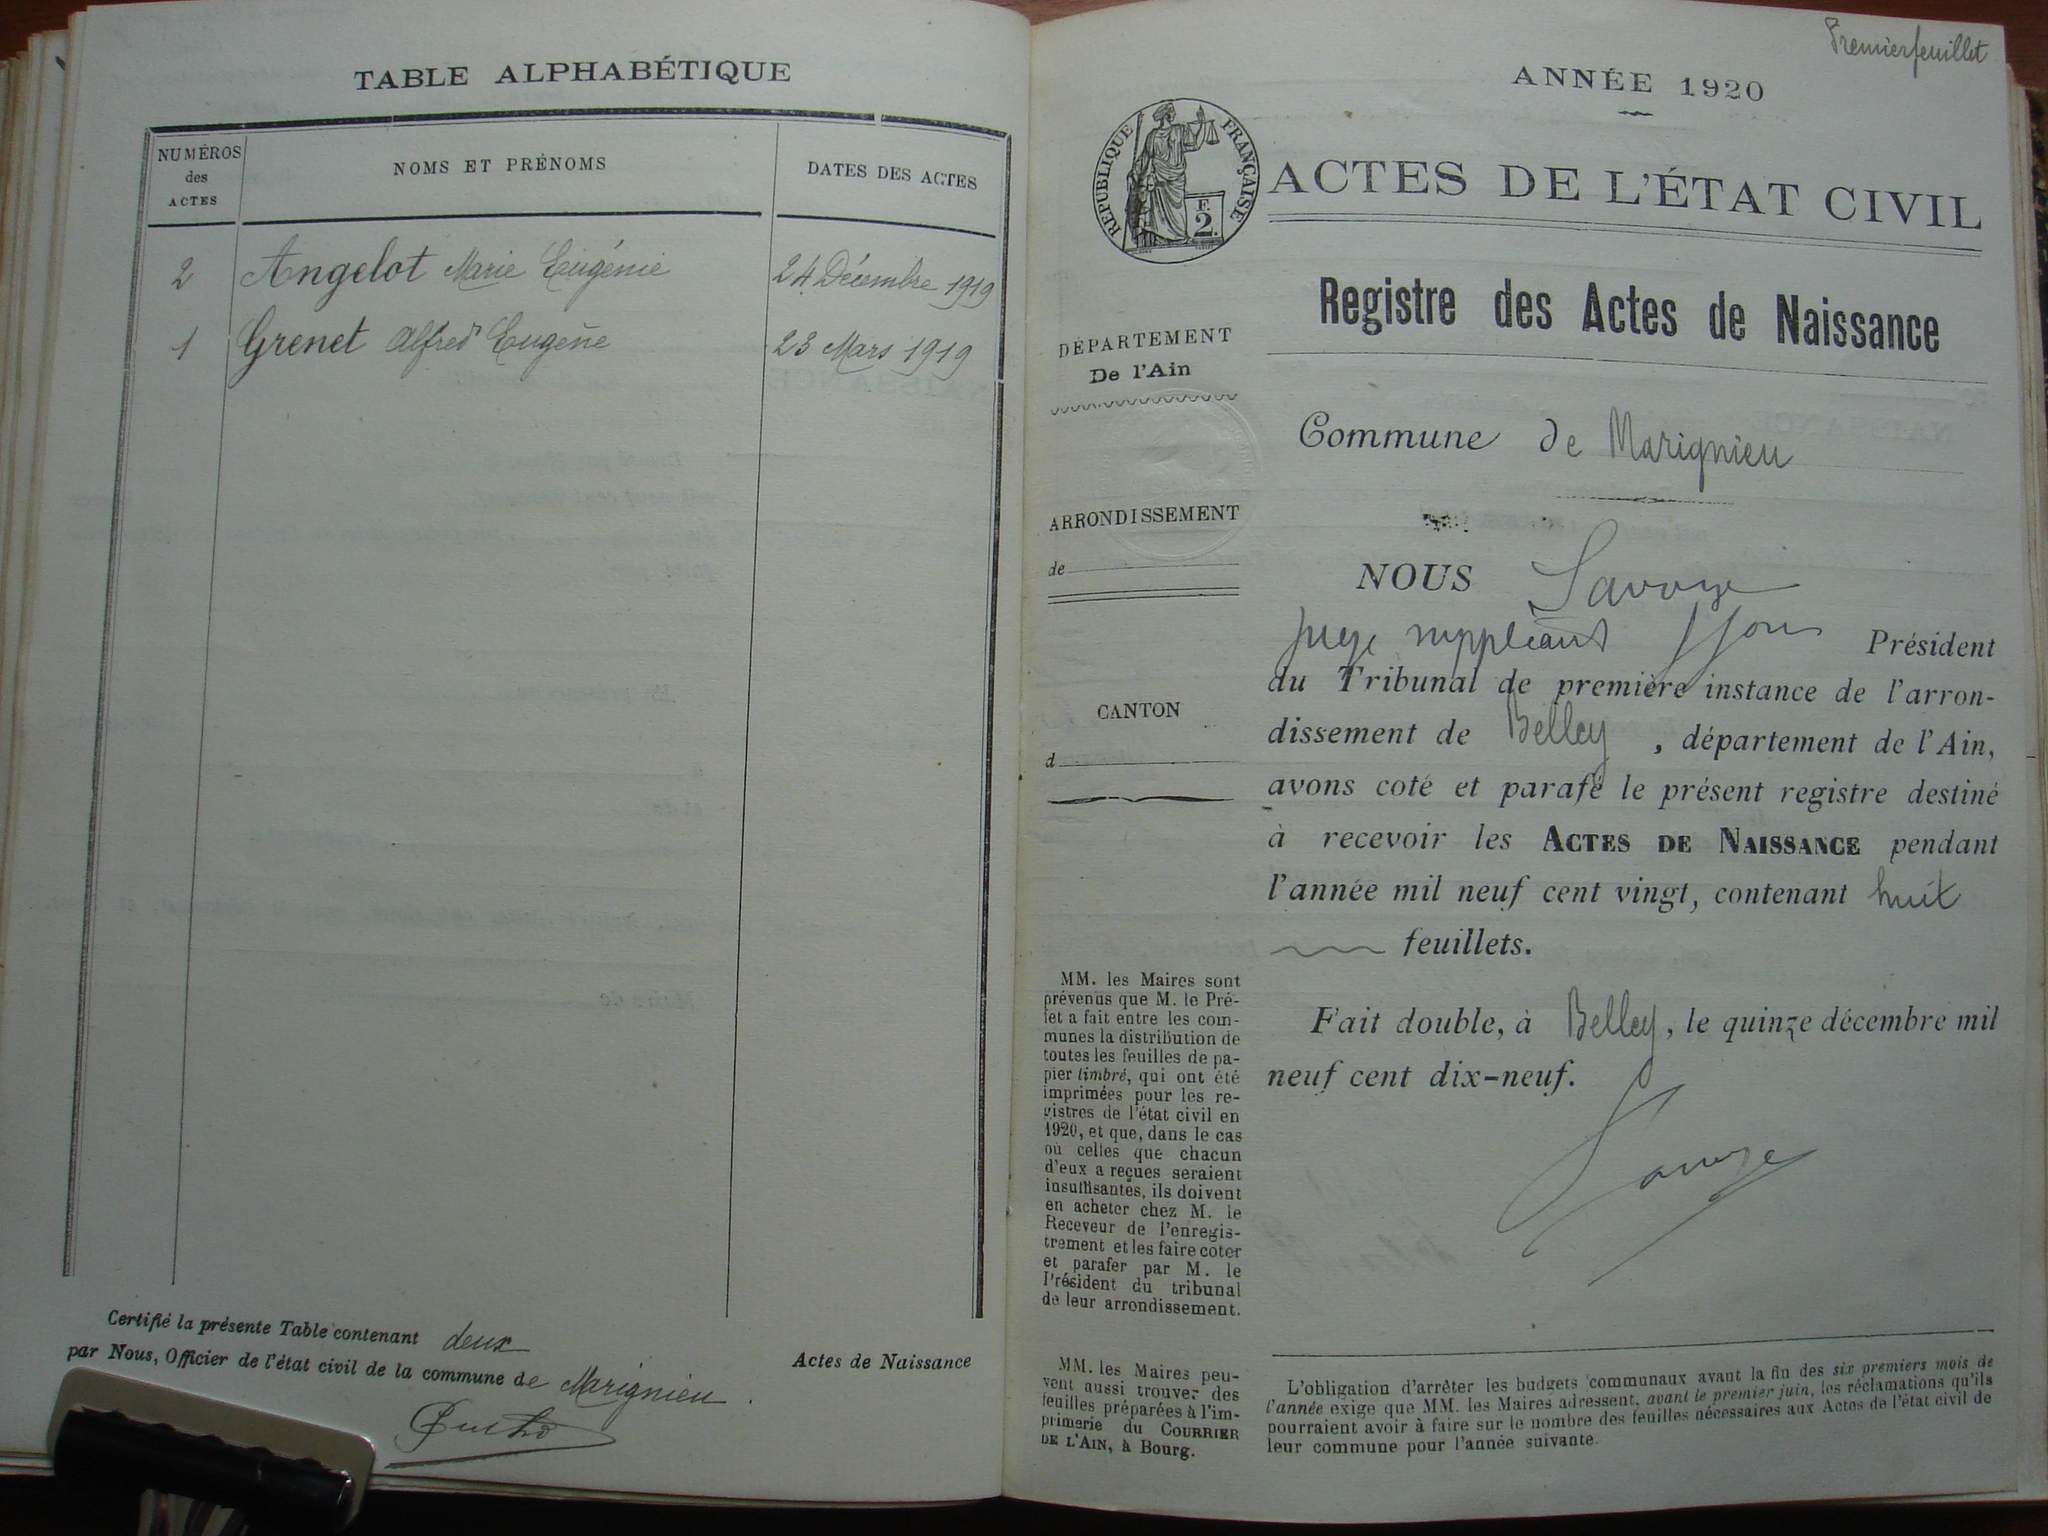 TABLE ALPHABÉTIQUE
NUMÉROS
des
ACTES
NOMS ET PRÉNOMS
DATES DES ACTES
2 Angelot Marie Eugénie 24 Décembre 1919
1 Grenet Alfred Eugène 23 Mars 1919
Certifié la présente Table contenant deux Actes de Naissance
par Nous, Officier de l'état civil de la commune de Marignieu.
Premier feuillet
ANNÉE 1920
RÉPUBLIQUE FRANÇAISE
F.
2.
ACTES DE L'ÉTAT CIVIL
Registre des Actes de Naissance
DÉPARTEMENT
De l'Ain
ARRONDISSEMENT
de
CANTON
d
Commune de Marignieu
NOUS Savoye
juge suppléant Président
du Tribunal de première instance de l'arron-
dissement de Belley, département de l'Ain,
avons coté et parafé le présent registre destiné
à recevoir les ACTES DE NAISSANCE pendant
l'année mil neuf cent vingt, contenant huit
feuillets.
Fait double, à Belley, le quinze décembre mil
neuf cent dix-neuf.
Savoye
MM. les Maires sont
prévenus que M. le Pré-
fet a fait entre les com-
munes la distribution de
toutes les feuilles de pa-
pier timbré, qui ont été
imprimées pour les re-
gistres de l'état civil en
1920, et que, dans le cas
où celles que chacun
d'eux a reçues seraient
insuffisantes, ils doivent
en acheter chez M. le
Receveur de l'enregis-
trement et les faire coter
et parafer par M. le
Président du tribunal
de leur arrondissement.
MM. les Maires peu-
vent aussi trouver des
feuilles préparées à l'im-
primerie du COURRIER
DE L'AIN, à Bourg.
L'obligation d'arrêter les budgets communaux avant la fin des six premiers mois de
l'année exige que MM. les Maires adressent, avant le premier juin, les réclamations qu'ils
pourraient avoir à faire sur le nombre des feuilles nécessaires aux Actes de l'état civil de
leur commune pour l'année suivante.